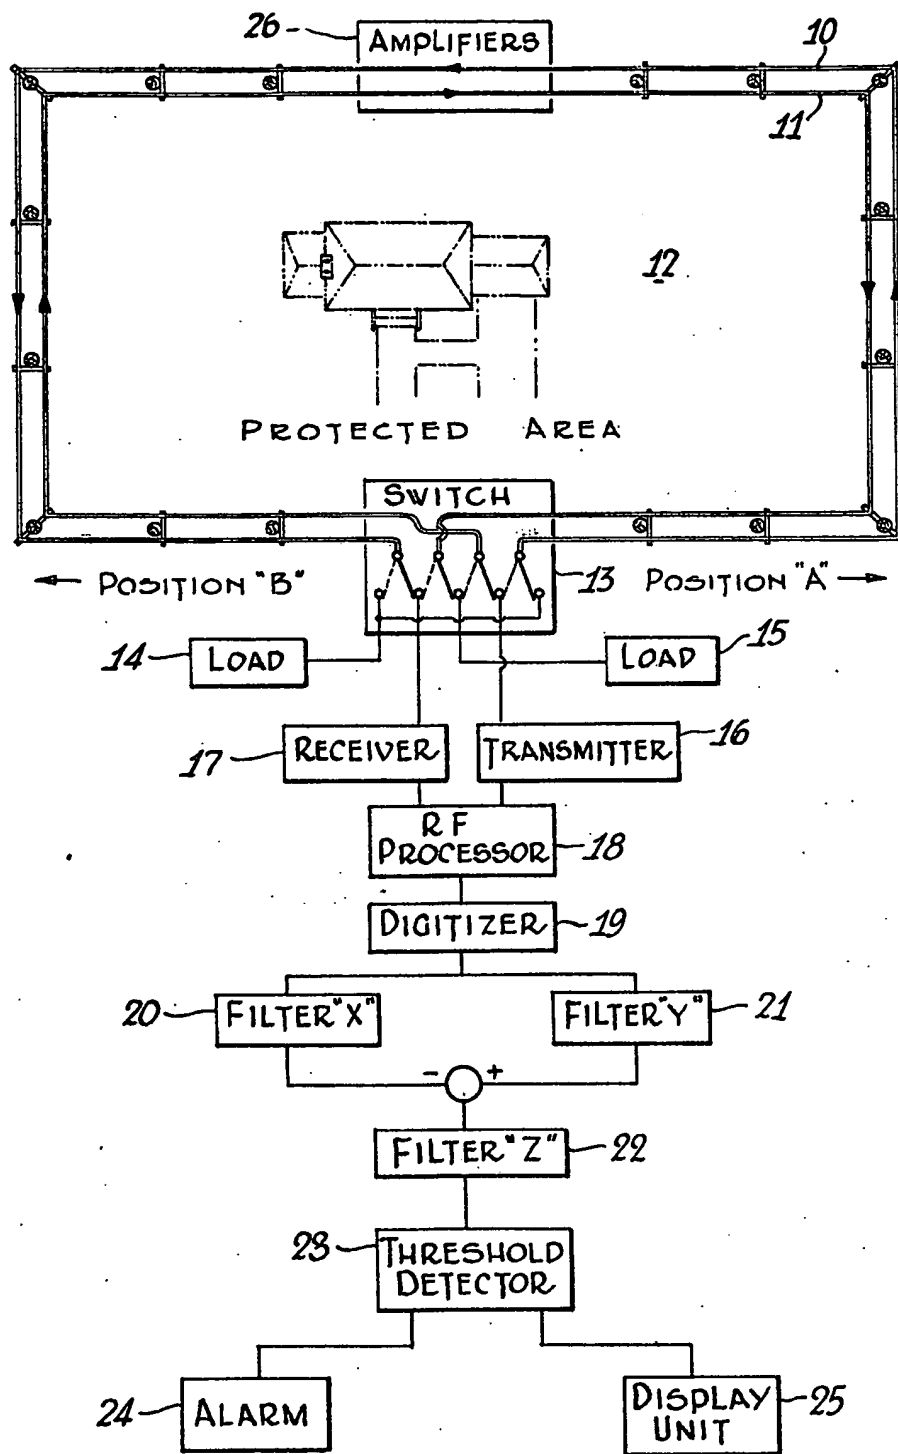 26
AMPLIFIERS
10
11
12
PROTECTED AREA
SWITCH
POSITION "B"
13
POSITION "A"
14
LOAD
LOAD
15
17
RECEIVER
TRANSMITTER
16
RF
PROCESSOR
18
DIGITIZER
19
20
FILTER "X"
FILTER "Y"
21
-
+
FILTER "Z"
22
23
THRESHOLD
DETECTOR
24
ALARM
DISPLAY
UNIT
25